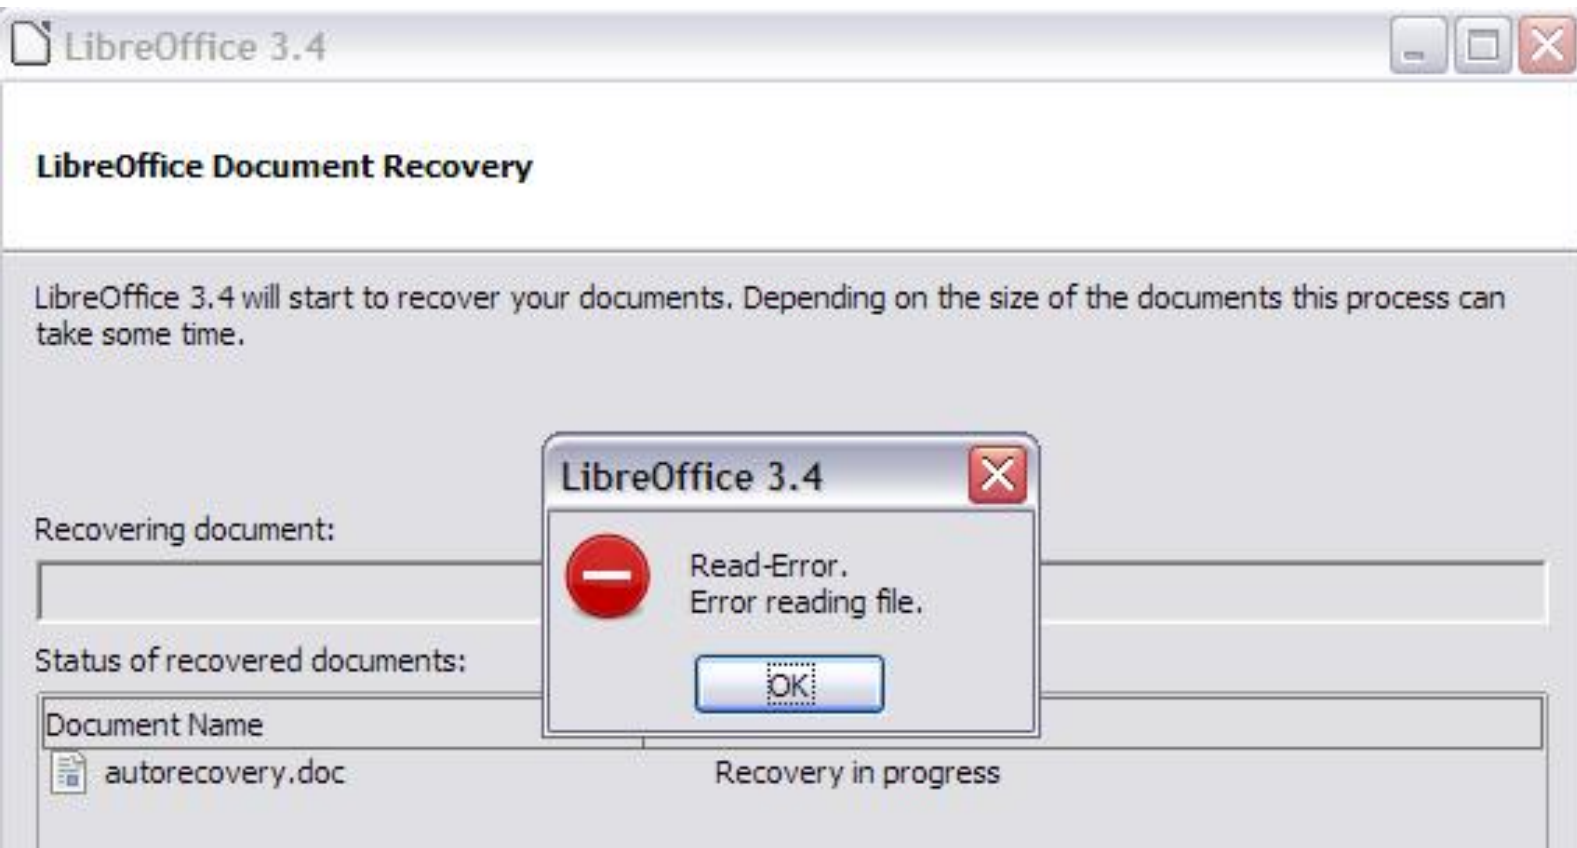 LibreOffice 3.4
LibreOffice Document Recovery
LibreOffice 3.4 will start to recover your documents. Depending on the size of the documents this process can
take some time.
LibreOffice 3.4
Read-Error.
Error reading file.
OK
Recovering document:
Status of recovered documents:
Document Name
autorecovery.doc Recovery in progress